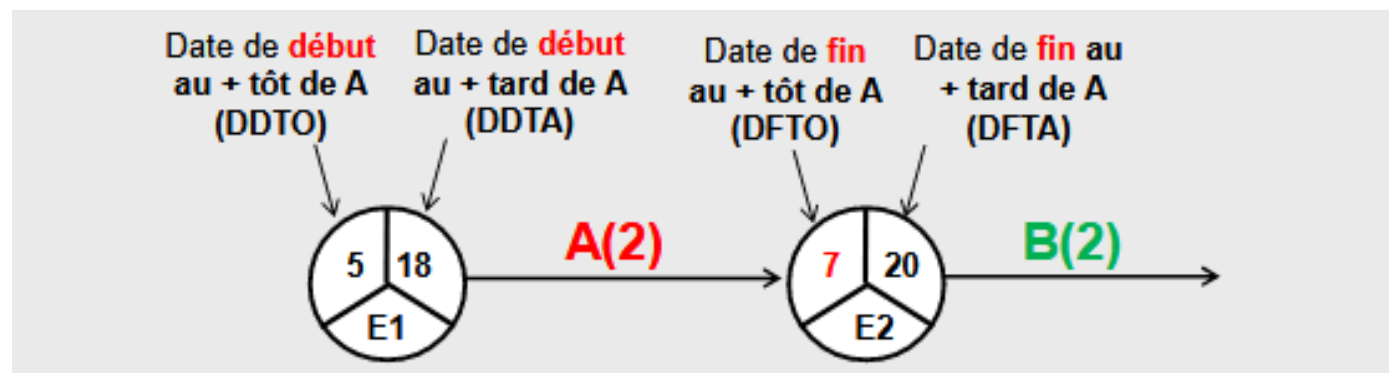 Date de début
au + tôt de A
(DDTO)
Date de début
au + tard de A
(DDTA)
Date de fin
au + tôt de A
(DFTO)
Date de fin au
+ tard de A
(DFTA)
5 18
E1
A(2)
7 20
E2
B(2)